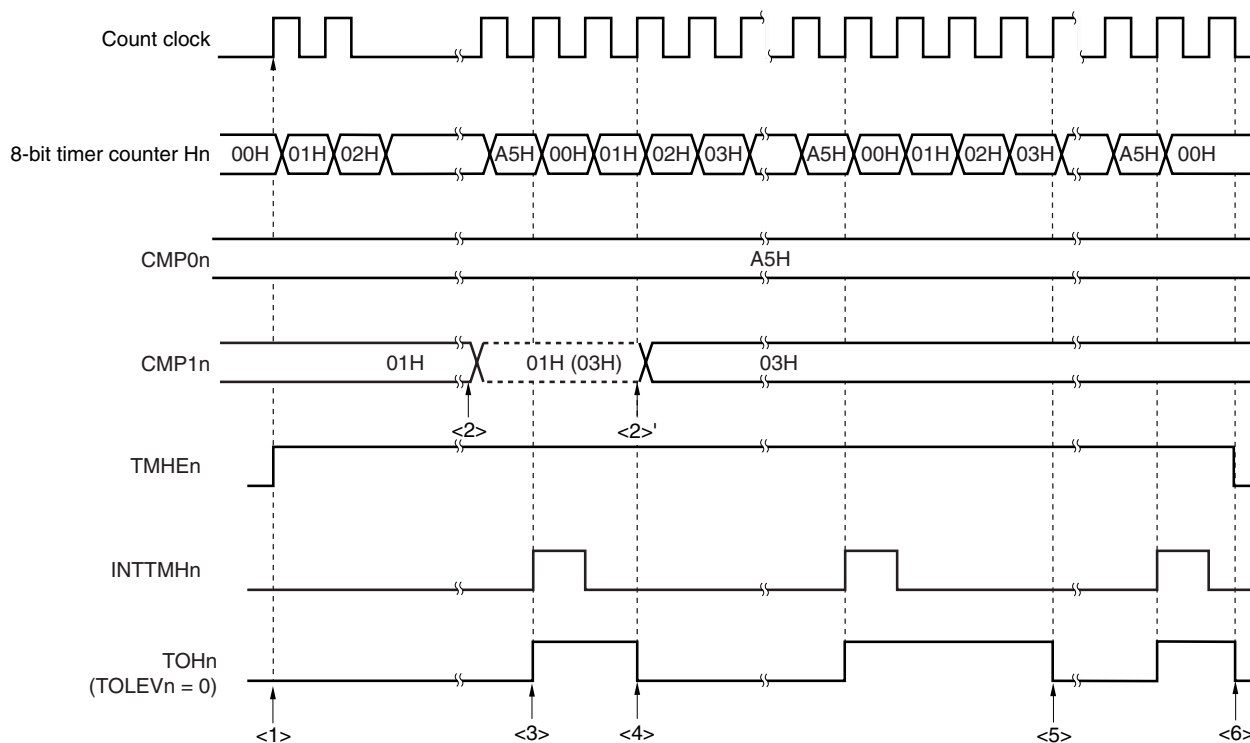 Count clock
8-bit timer counter Hn 00H 01H 02H A5H 00H 01H 02H 03H A5H 00H 01H 02H 03H A5H 00H
CMP0n A5H
CMP1n 01H 01H (03H) 03H
<2> <2>'
TMHEn
INTTMHn
TOHn
(TOLEVn = 0)
<1> <3> <4> <5> <6>